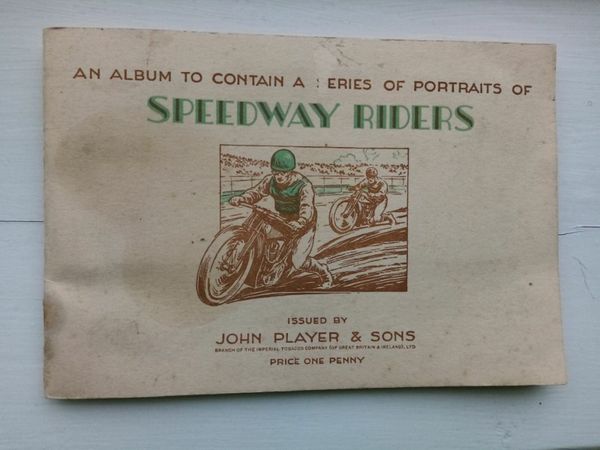 AN ALBUM TO CONTAIN A  ERIES OF PORTRAITS OF
SPEEDWAY RIDERS
ISSUED BY
JOHN PLAYER & SONS
BRANCH OF THE IMPERIAL TOBACCO COMPANY (OF GREAT BRITAIN & IRELAND), LTD
PRICE ONE PENNY